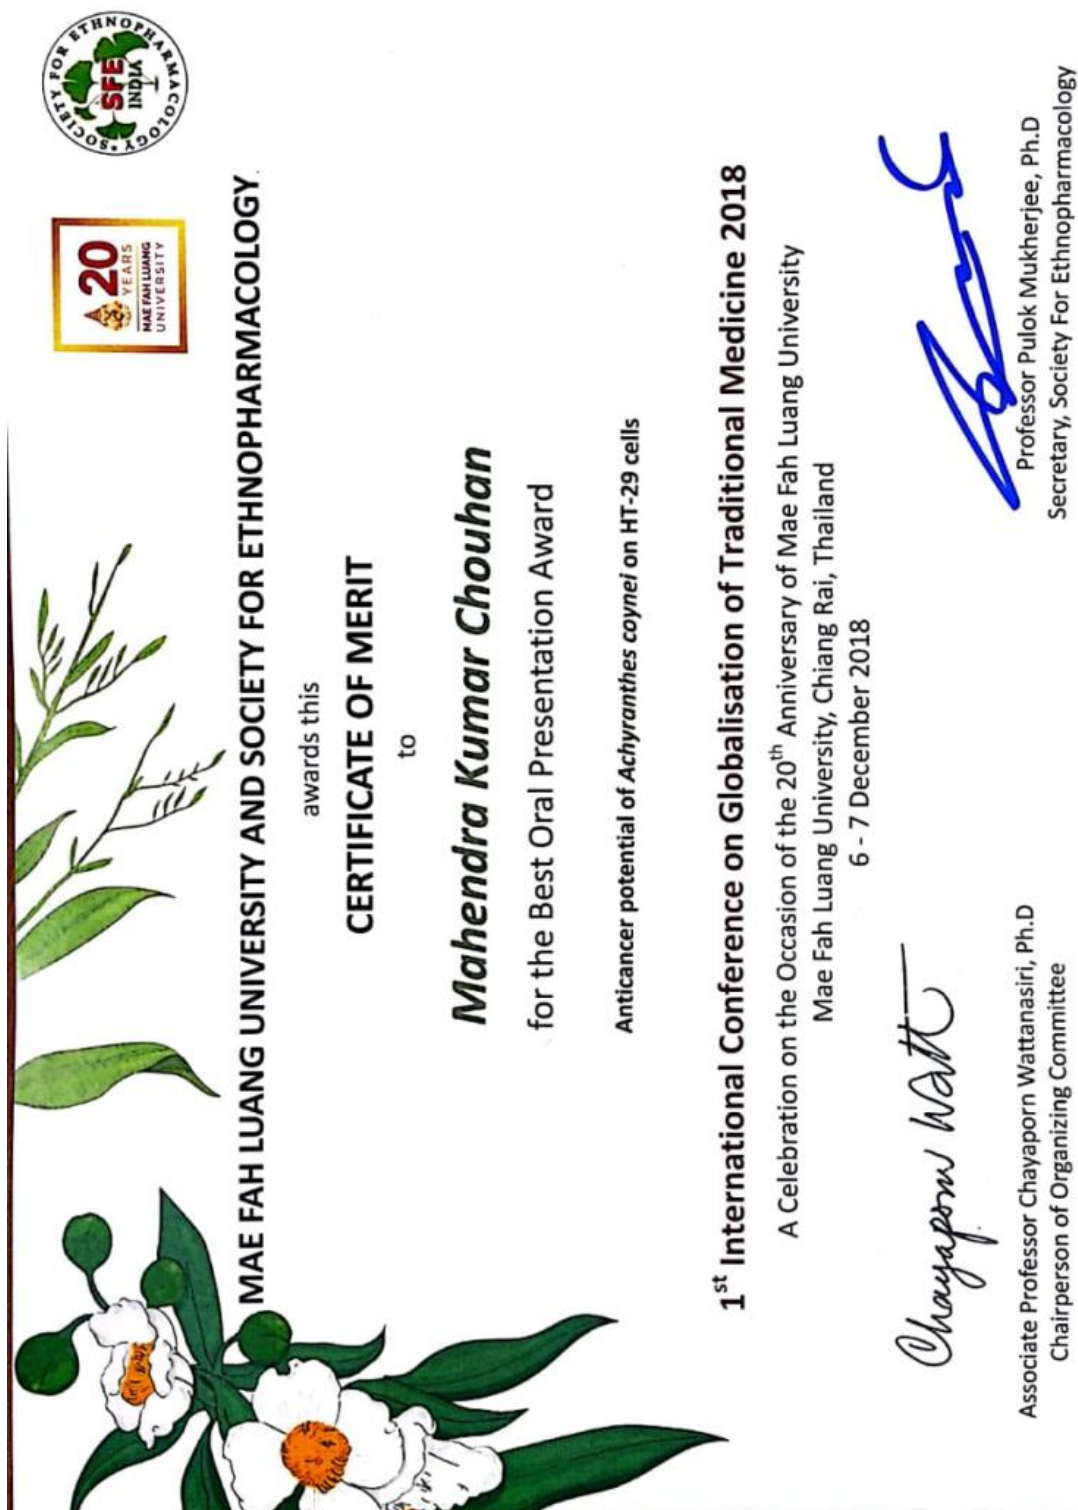 20
YEARS
MAE FAH LUANG
UNIVERSITY
SOCIETY FOR ETHNOPHARMACOLOGY
SFE
INDIA
MAE FAH LUANG UNIVERSITY AND SOCIETY FOR ETHNOPHARMACOLOGY
awards this
CERTIFICATE OF MERIT
to
Mahendra Kumar Chouhan
for the Best Oral Presentation Award
Anticancer potential of Achyranthes coynei on HT-29 cells
1st International Conference on Globalisation of Traditional Medicine 2018
A Celebration on the Occasion of the 20th Anniversary of Mae Fah Luang University
Mae Fah Luang University, Chiang Rai, Thailand
6 - 7 December 2018
Chayaporn Watt
Associate Professor Chayaporn Wattanasiri, Ph.D
Chairperson of Organizing Committee
Professor Pulok Mukherjee, Ph.D
Secretary, Society For Ethnopharmacology